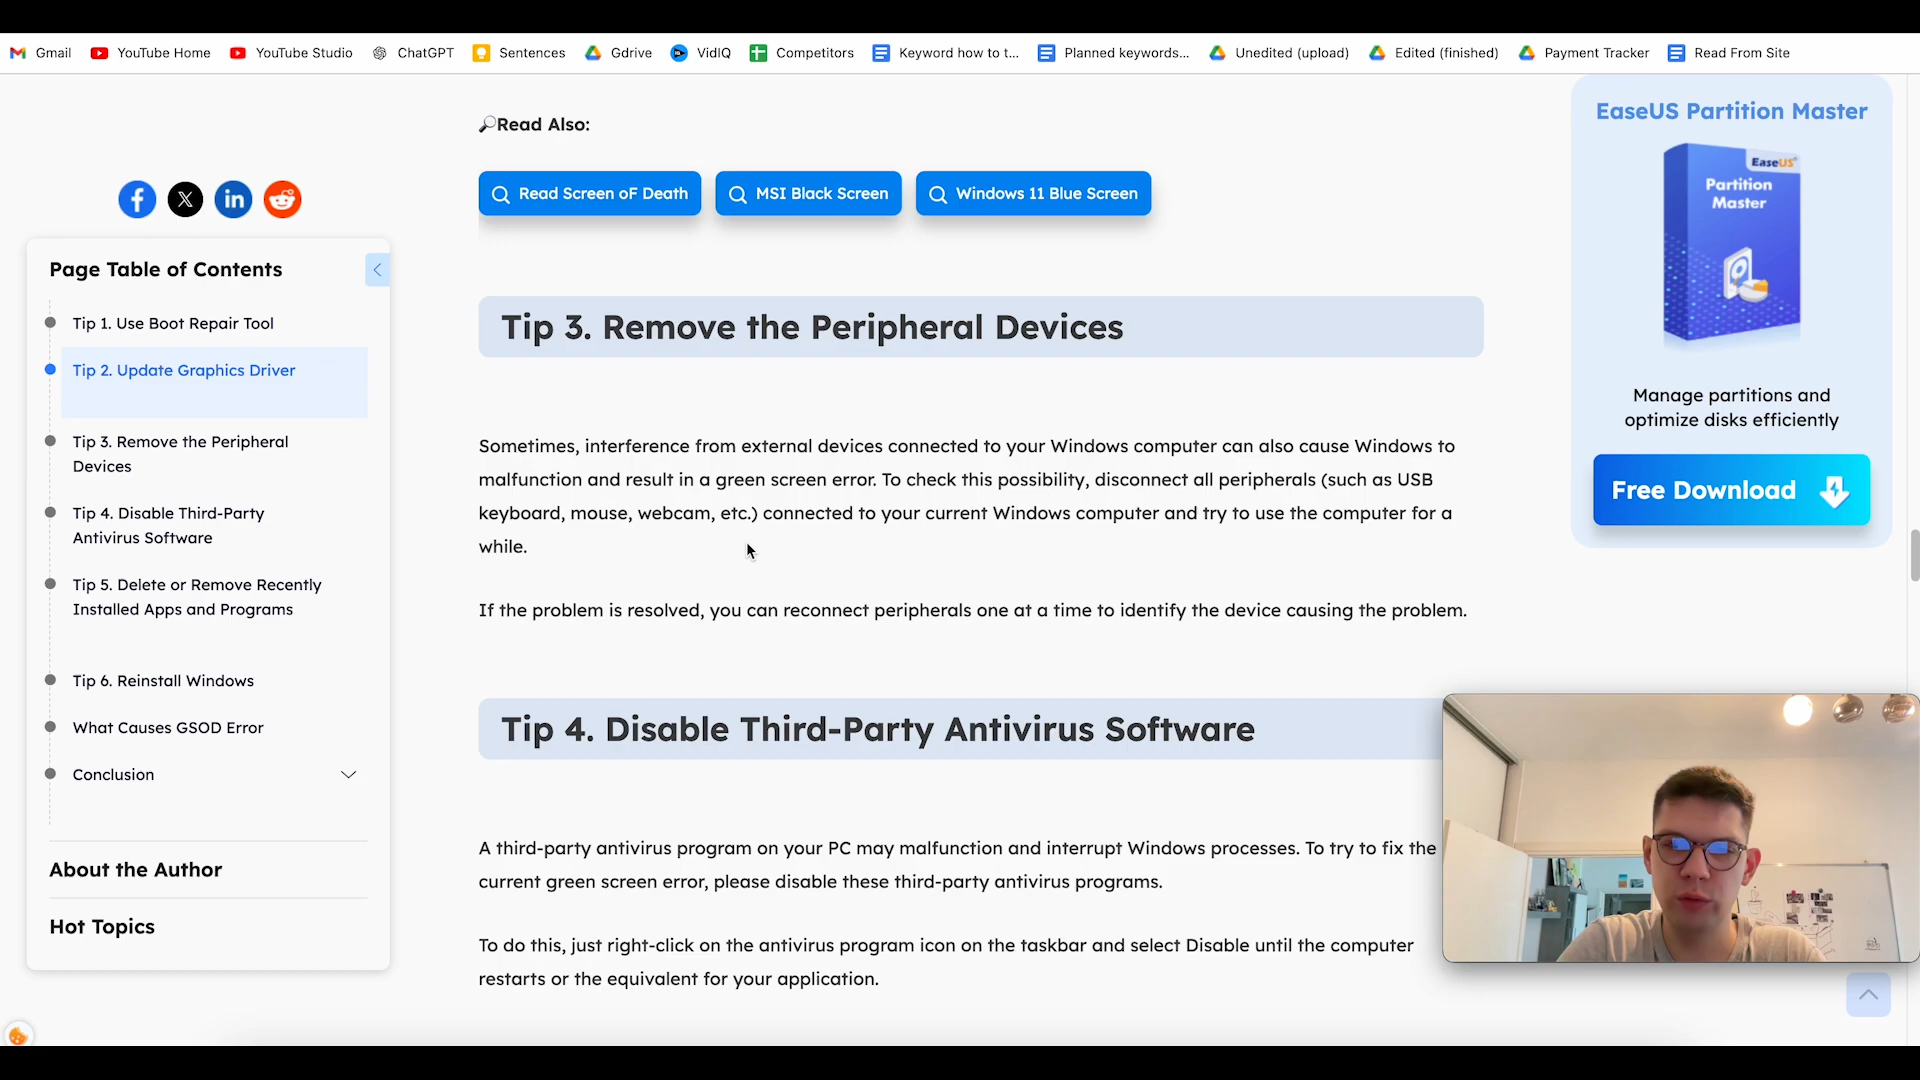 Gmail
YouTube Home
YouTube Studio
ChatGPT
Sentences
Gdrive
VidIQ
Competitors
Keyword how to t...
Planned keywords...
Unedited (upload)
Edited (finished)
Payment Tracker
Read From Site
Read Also:
Read Screen oF Death
MSI Black Screen
Windows 11 Blue Screen
Page Table of Contents
Tip 1. Use Boot Repair Tool
Tip 2. Update Graphics Driver
Tip 3. Remove the Peripheral
Devices
Tip 4. Disable Third-Party
Antivirus Software
Tip 5. Delete or Remove Recently
Installed Apps and Programs
Tip 6. Reinstall Windows
What Causes GSOD Error
Conclusion
About the Author
Hot Topics
Tip 3. Remove the Peripheral Devices
Sometimes, interference from external devices connected to your Windows computer can also cause Windows to
malfunction and result in a green screen error. To check this possibility, disconnect all peripherals (such as USB
keyboard, mouse, webcam, etc.) connected to your current Windows computer and try to use the computer for a
while.
If the problem is resolved, you can reconnect peripherals one at a time to identify the device causing the problem.
Tip 4. Disable Third-Party Antivirus Software
A third-party antivirus program on your PC may malfunction and interrupt Windows processes. To try to fix the
current green screen error, please disable these third-party antivirus programs.
To do this, just right-click on the antivirus program icon on the taskbar and select Disable until the computer
restarts or the equivalent for your application.
EaseUS Partition Master
EaseUS
Partition
Master
Manage partitions and
optimize disks efficiently
Free Download